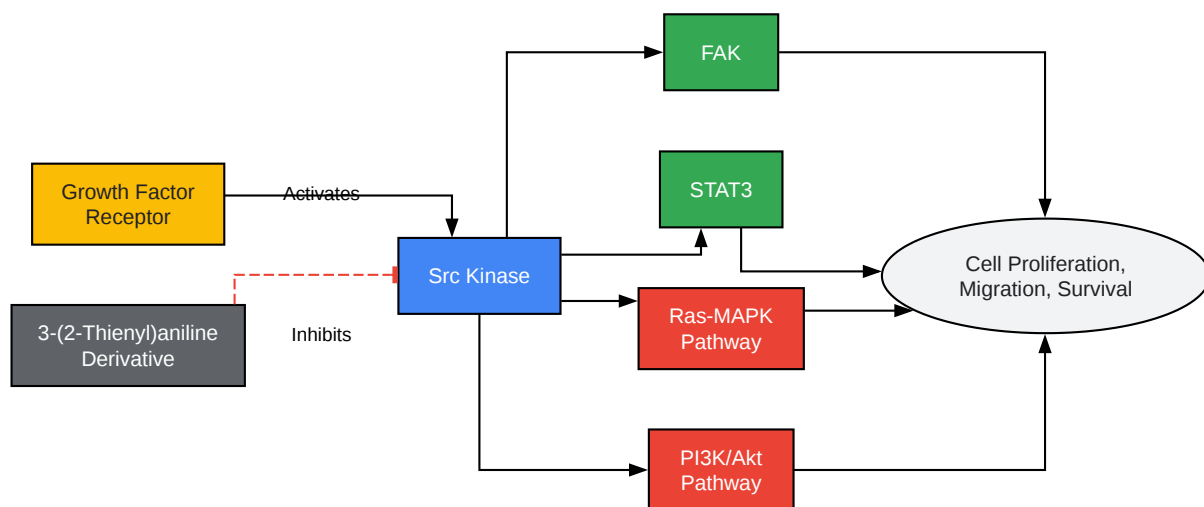 FAK
STAT3
Growth Factor
Receptor
Activates
Src Kinase
Cell Proliferation,
Migration, Survival
3-(2-Thienyl)aniline
Derivative
Inhibits
Ras-MAPK
Pathway
PI3K/Akt
Pathway